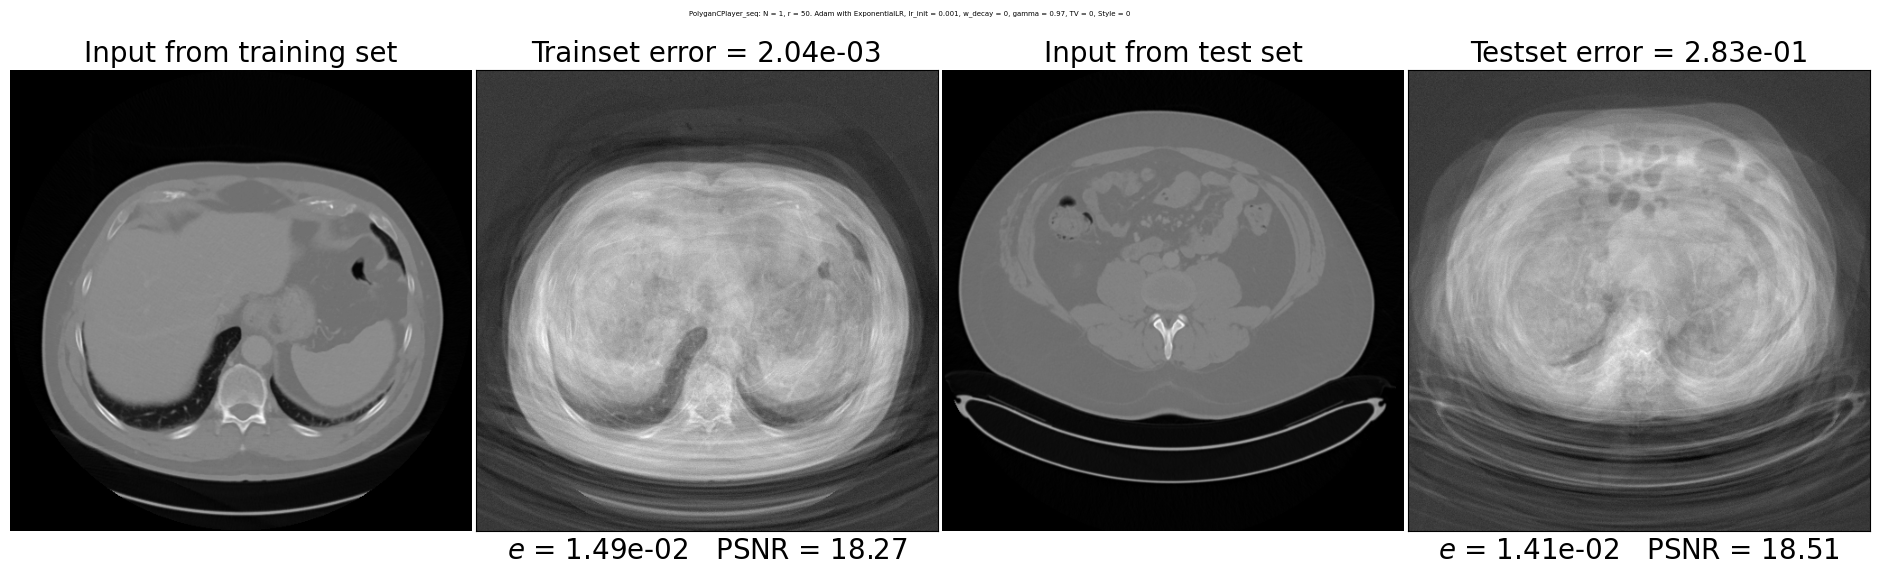 PolyganCPlayer_seq: N = 1, r = 50. Adam with ExponentialLR, lr_init = 0.001, w_decay = 0, gamma = 0.97, TV = 0, Style = 0
Input from training set
Trainset error = 2.04e-03
Input from test set
Testset error = 2.83e-01
e = 1.49e-02 PSNR = 18.27
e = 1.41e-02 PSNR = 18.51